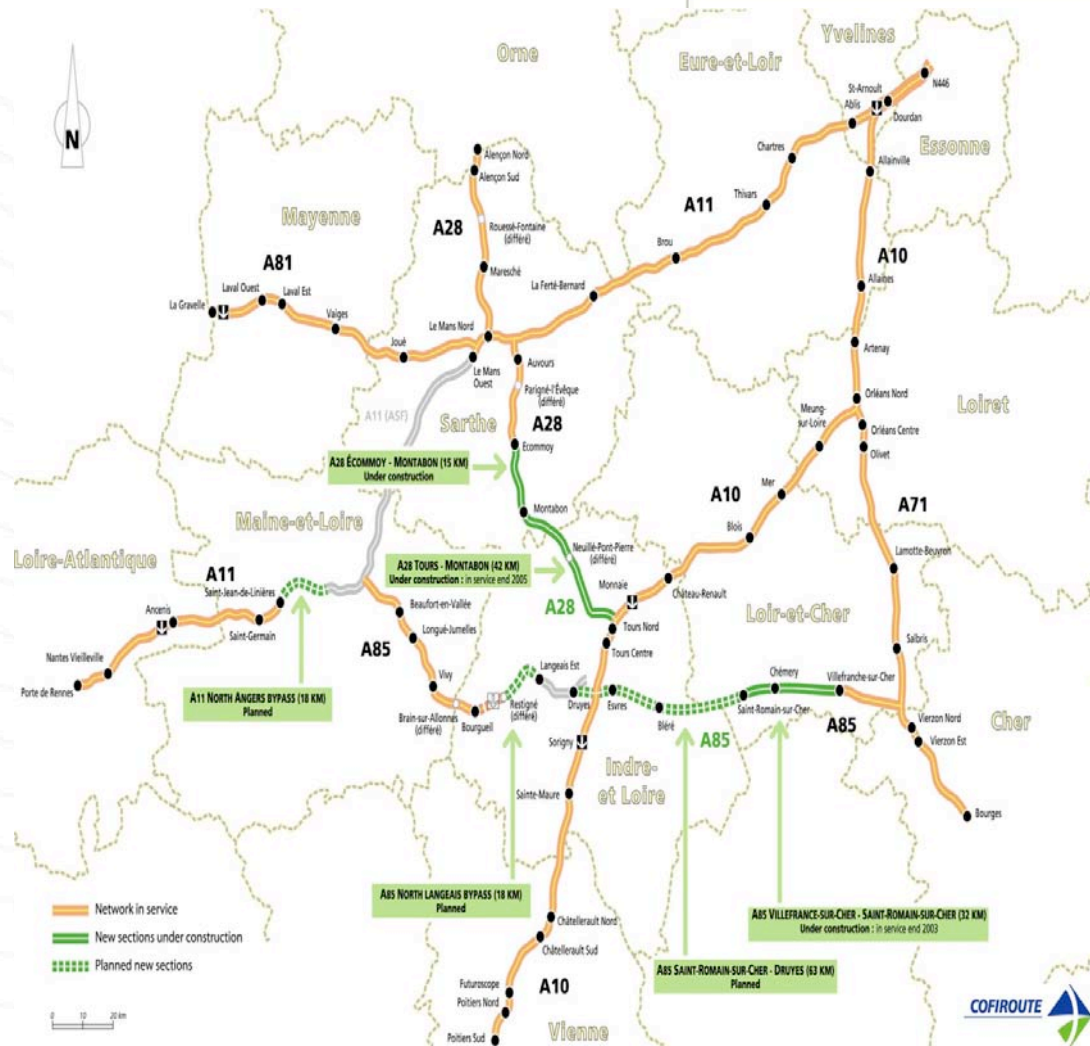 Orne
Eure-et-Loir
Yvelines
N446
St-Arnoult
Ablis
Dourdan
Essonne
N
Alençon Nord
Alençon Sud
Chartres
Allainville
Mayenne
A28
Rouessé-Fontaine
(différé)
Thivars
A11
Brou
A10
A81
Maresché
Laval Ouest
Laval Est
La Ferté-Bernard
Allaines
La Gravelle
Vaiges
Le Mans Nord
Joué
Artenay
Le Mans
Ouest
Auvours
Parigné-l'Évêque
(différé)
Orléans Nord
Loiret
A11 (ASF)
Sarthe
A28
Meung-
sur-Loire
Orléans Centre
Olivet
Écommoy
A28 ÉCOMMOY - MONTABON (15 KM)
Under construction
A10
Mer
A71
Montabon
Maine-et-Loire
Blois
Loire-Atlantique
Neuillé-Pont-Pierre
(différé)
A28 TOURS - MONTABON (42 KM)
Under construction : in service end 2005
Lamotte-Beuvron
A11
Saint-Jean-de-Linières
Monnaie
Château-Renault
A28
Ancenis
Beaufort-en-Vallée
Loir-et-Cher
Saint-Germain
Longué-Jumelles
Tours Nord
Tours Centre
Salbris
A85
Nantes Vieilleville
Langeais Est
Chémery
Villefranche-sur-Cher
Porte de Rennes
Vivy
A11 NORTH ANGERS BYPASS (18 KM)
Planned
Restigné
(différé)
Druyes
Esvres
Saint-Romain-sur-Cher
Brain-sur-Allonnes
(différé)
Bourgueil
Bléré
A85
A85
Vierzon Nord
Cher
Vierzon Est
Sorigny
Indre-
et Loire
Sainte-Maure
Bourges
A85 NORTH LANGEAIS BYPASS (18 KM)
Planned
Network in service
Châtellerault Nord
A85 VILLEFRANCE-SUR-CHER - SAINT-ROMAIN-SUR-CHER (32 KM)
Under construction : in service end 2003
New sections under construction
Châtellerault Sud
Planned new sections
A85 SAINT-ROMAIN-SUR-CHER - DRUYES (63 KM)
Planned
Futuroscope
A10
Poitiers Nord
COFIROUTE
0 10 20 km
Poitiers Sud
Vienne